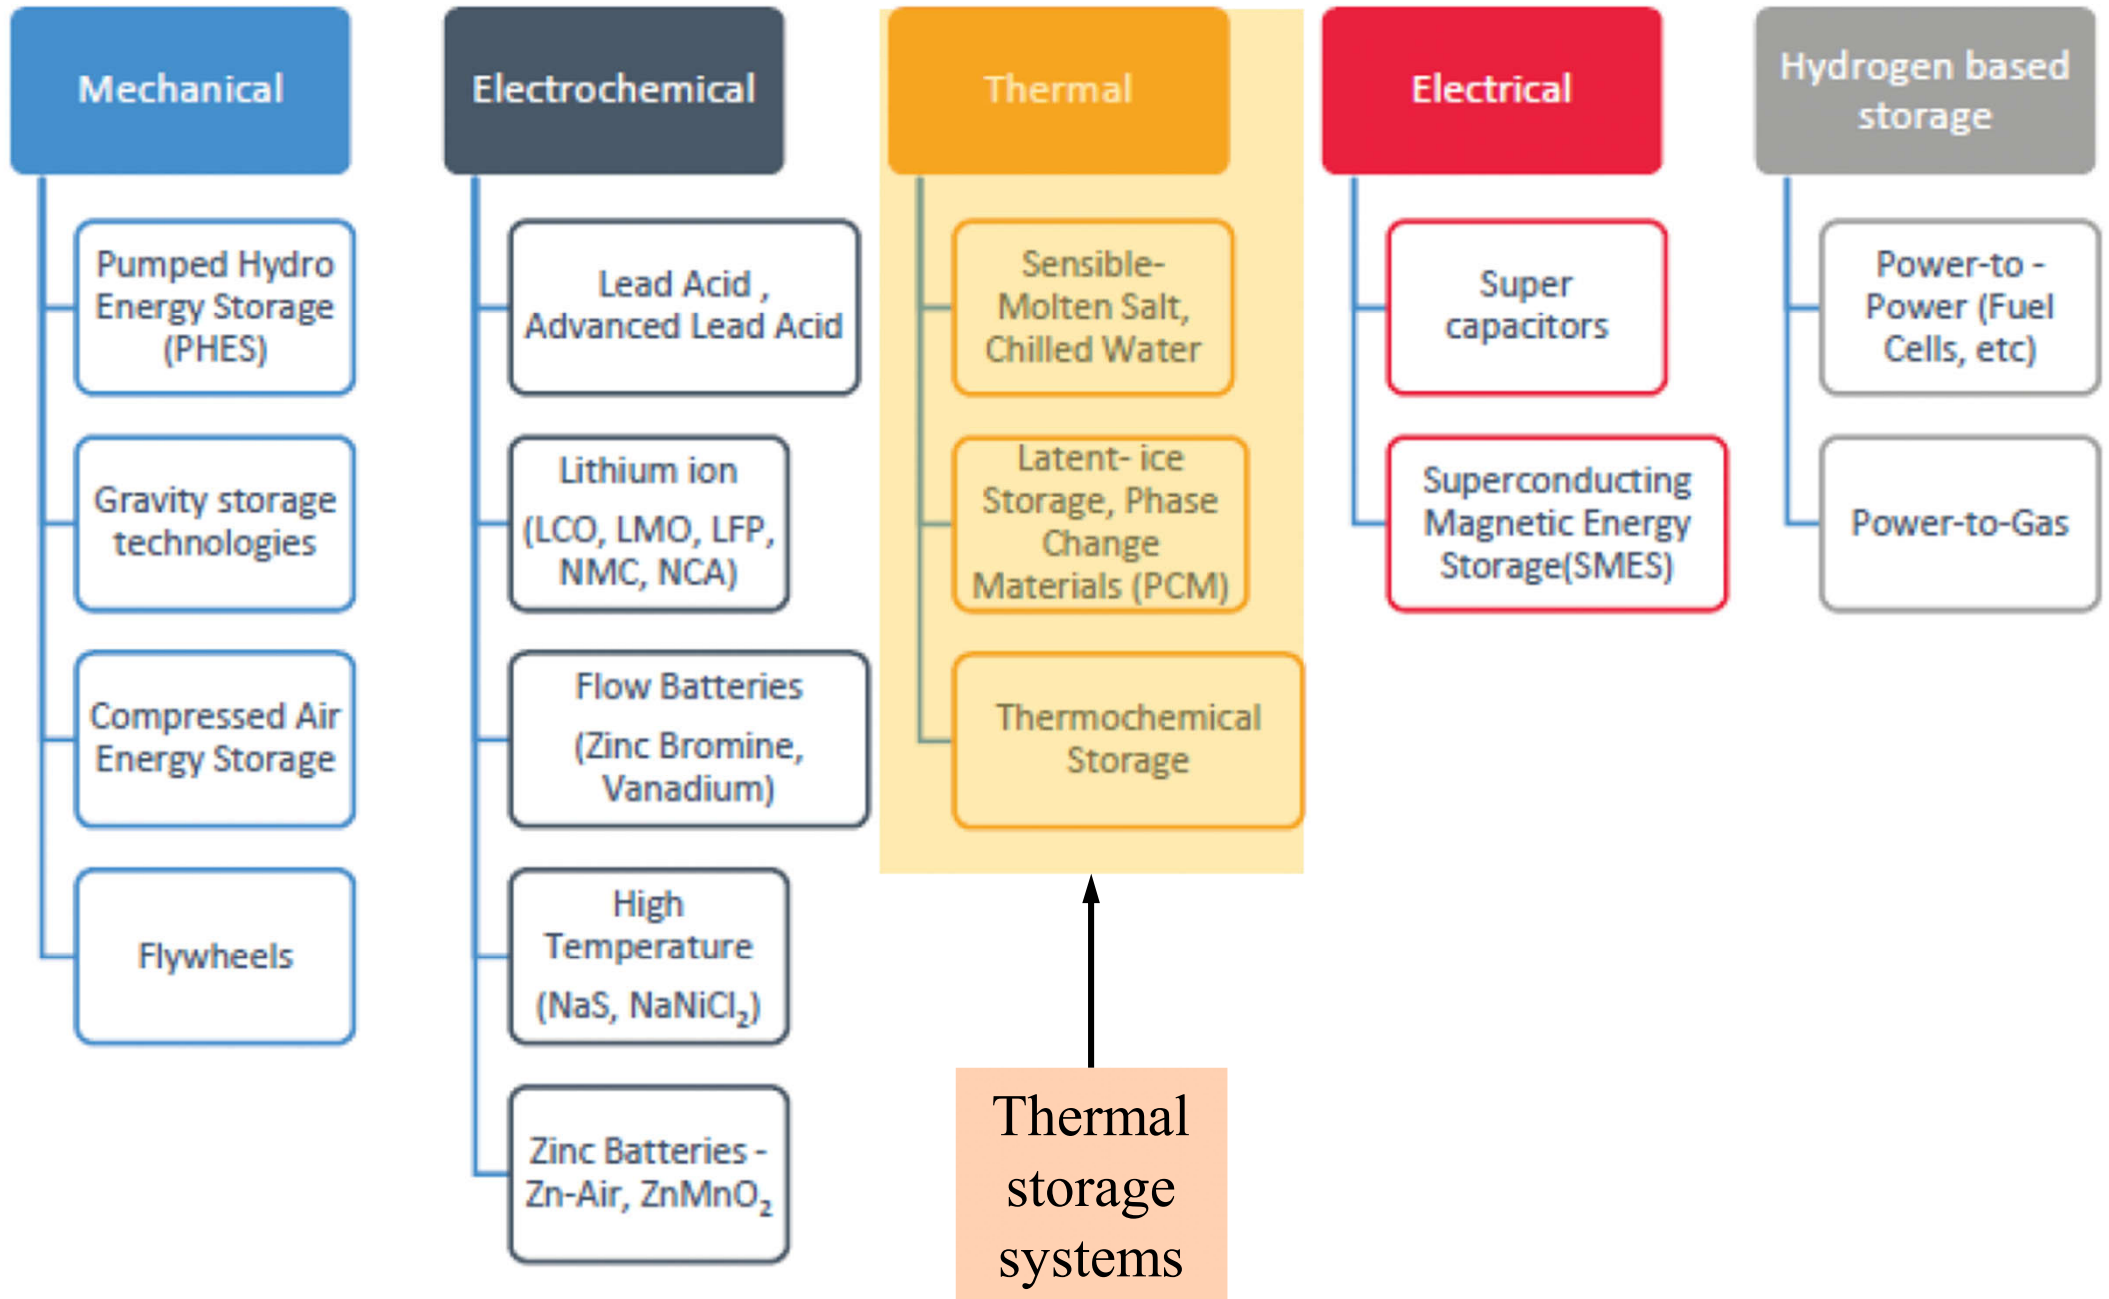 Mechanical
Pumped Hydro
Energy Storage
(PHES)
Gravity storage
technologies
Compressed Air
Energy Storage
Flywheels
Electrochemical
Lead Acid ,
Advanced Lead Acid
Lithium ion
(LCO, LMO, LFP,
NMC, NCA)
Flow Batteries
(Zinc Bromine,
Vanadium)
High
Temperature
(NaS, NaNiCl₂)
Zinc Batteries -
Zn-Air, ZnMnO₂
Thermal
Sensible-
Molten Salt,
Chilled Water
Latent- ice
Storage, Phase
Change
Materials (PCM)
Thermochemical
Storage
Thermal
storage
systems
Electrical
Super
capacitors
Superconducting
Magnetic Energy
Storage(SMES)
Hydrogen based
storage
Power-to -
Power (Fuel
Cells, etc)
Power-to-Gas